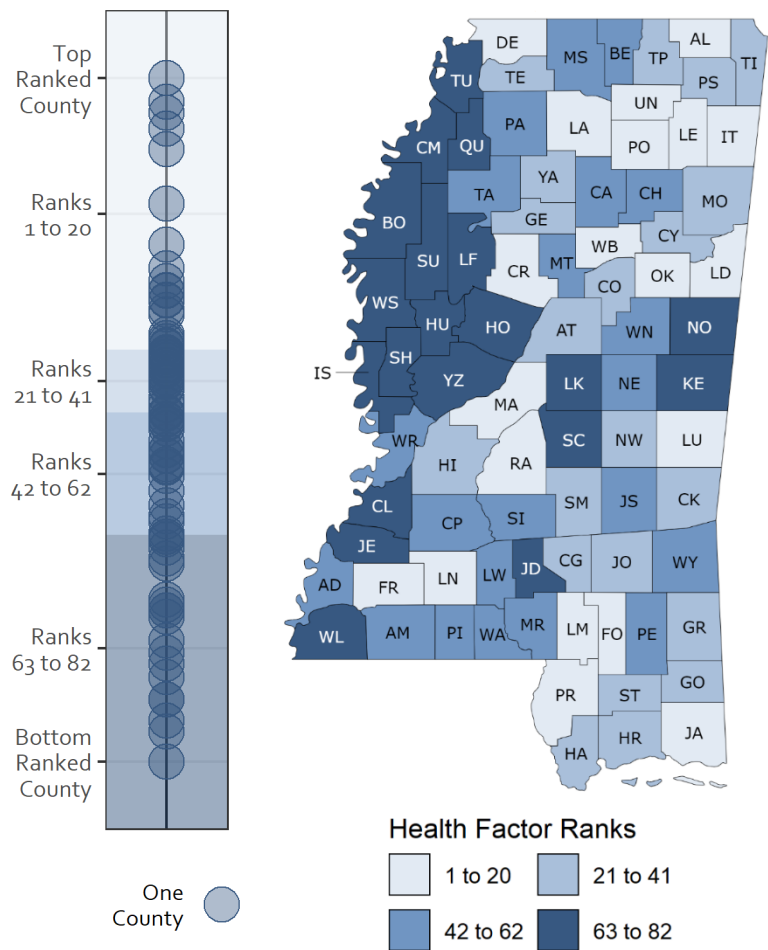 Top
Ranked
County
Ranks
1 to 20
Ranks
21 to 41
Ranks
42 to 62
Ranks
63 to 82
Bottom
Ranked
County
One
County
DE
MS
BE
TP
AL
TI
TU
TE
PS
UN
PA
LA
LE
IT
CM
QU
PO
YA
TA
CA
CH
MO
BO
GE
CY
WB
SU
LF
CR
MT
OK
LD
CO
WS
HU
HO
AT
WN
NO
SH
IS
YZ
LK
NE
KE
MA
WR
SC
NW
LU
HI
RA
CL
SM
JS
CK
CP
SI
JE
CG
JO
WY
JD
AD
FR
LN
LW
WL
AM
PI
WA
MR
LM
FO
PE
GR
PR
ST
GO
HA
HR
JA
Health Factor Ranks
1 to 20
21 to 41
42 to 62
63 to 82